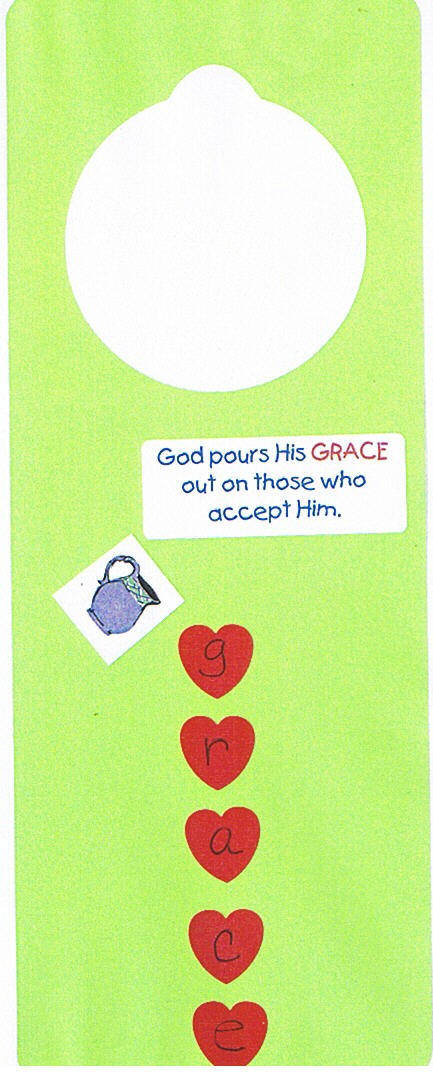 God pours His GRACE
out on those who
accept Him.
g
r
a
c
e